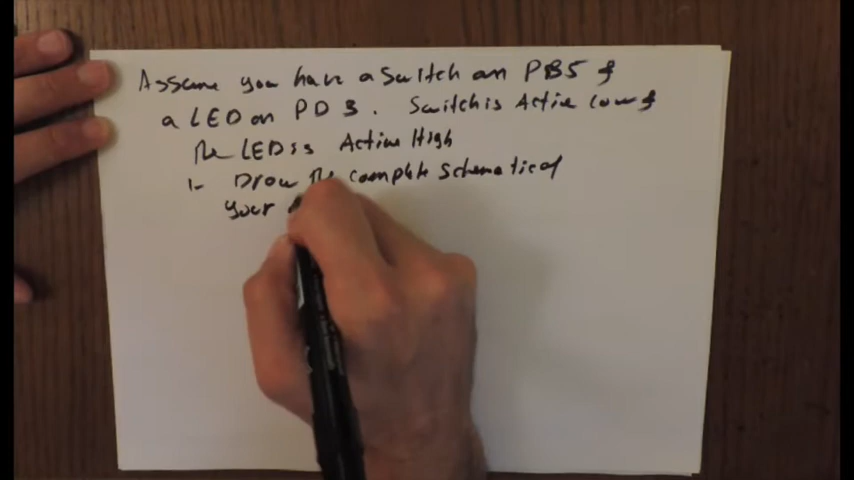 Assume you have a switch on PB5 &
a LED on PD3. Switch is Active low &
the LED is Active High
1- Draw the complete schematic of
your